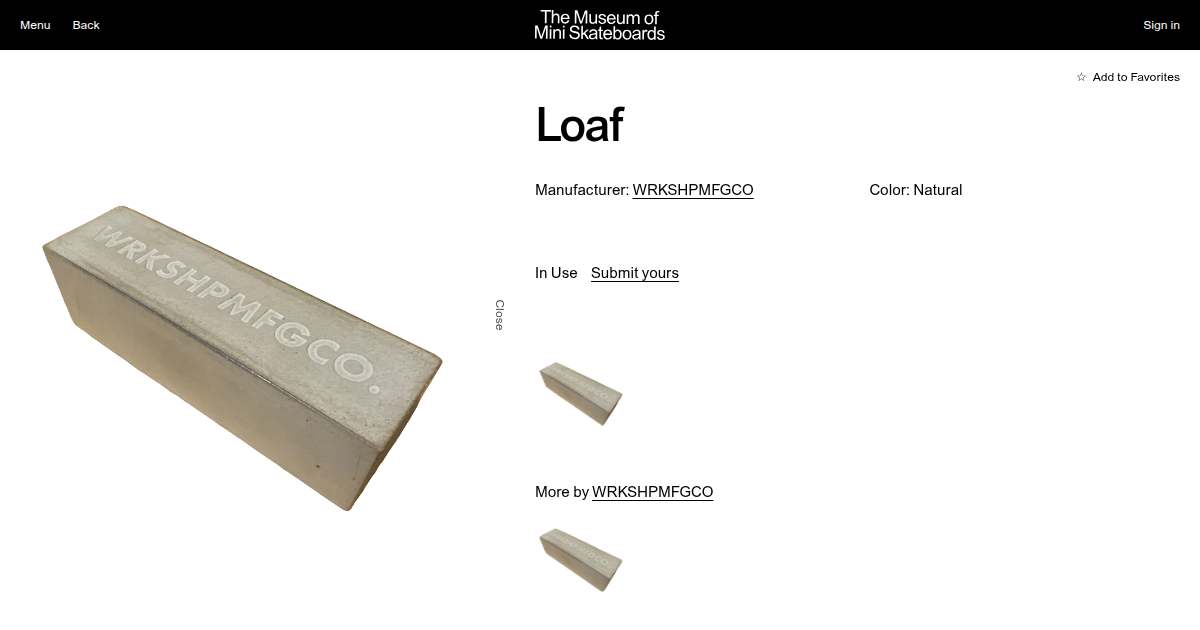 Menu
Back
The Museum of
Mini Skateboards
Sign in
☆ Add to Favorites
Loaf
Manufacturer: WRKSHPMFGCO
Color: Natural
WRKSHPMFGCO.
In Use
Submit yours
Close
More by WRKSHPMFGCO